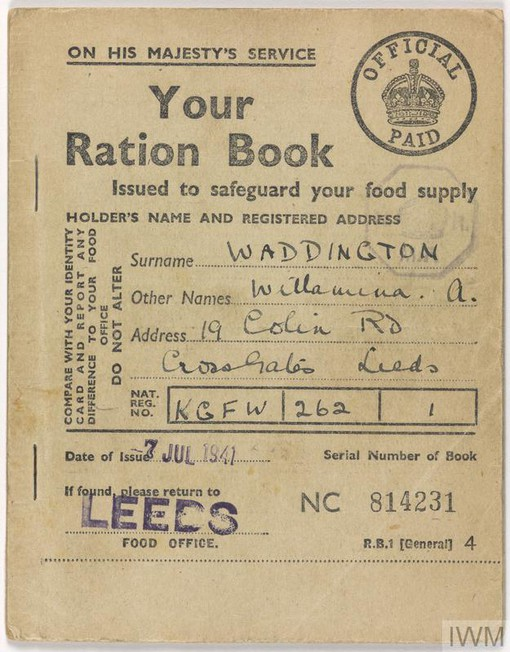 ON HIS MAJESTY'S SERVICE
OFFICIAL
PAID
Your
Ration Book
Issued to safeguard your food supply
HOLDER'S NAME AND REGISTERED ADDRESS
COMPARE WITH YOUR IDENTITY
CARD AND REPORT ANY
DIFFERENCE TO YOUR FOOD
OFFICE
DO NOT ALTER
Surname WADDINGTON
Other Names Willamina. A.
Address 19 Colin RD
CrossGates Leeds
NAT.
REG.
NO.
KGFW 262 1
Date of Issue -7 JUL 1941
Serial Number of Book
If found, please return to
LEEDS
FOOD OFFICE.
NC 814231
R.B.1 [General] 4
IWM